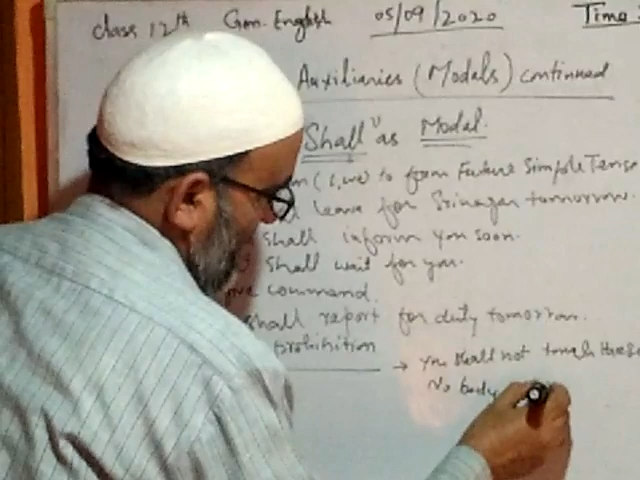 class 12th Gen. English 05/09/2020 Time:
Auxiliaries (Modals) continued
Shall" as Modal.
(I, we) to form Future Simple Tense
leave for Srinagar tomorrow.
shall inform you soon.
shall wait for you.
command.
shall report for duty tomorrow.
prohibition → you shall not touch
No body